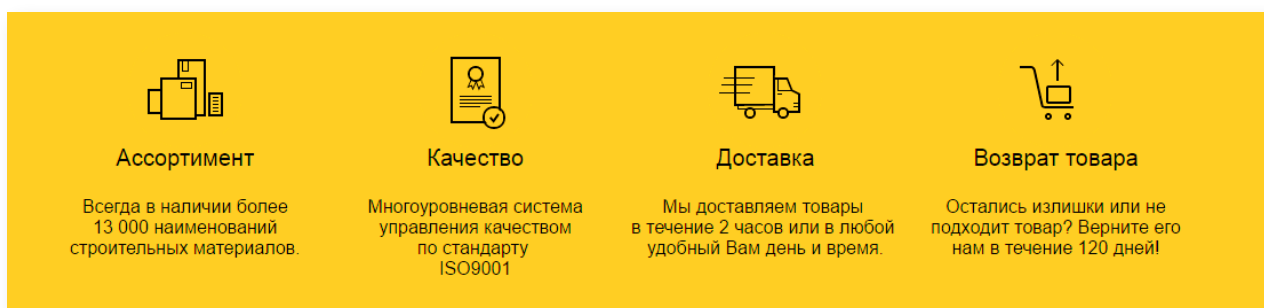 Ассортимент
Всегда в наличии более
13 000 наименований
строительных материалов.
Качество
Многоуровневая система
управления качеством
по стандарту
ISO9001
Доставка
Мы доставляем товары
в течение 2 часов или в любой
удобный Вам день и время.
Возврат товара
Остались излишки или не
подходит товар? Верните его
нам в течение 120 дней!